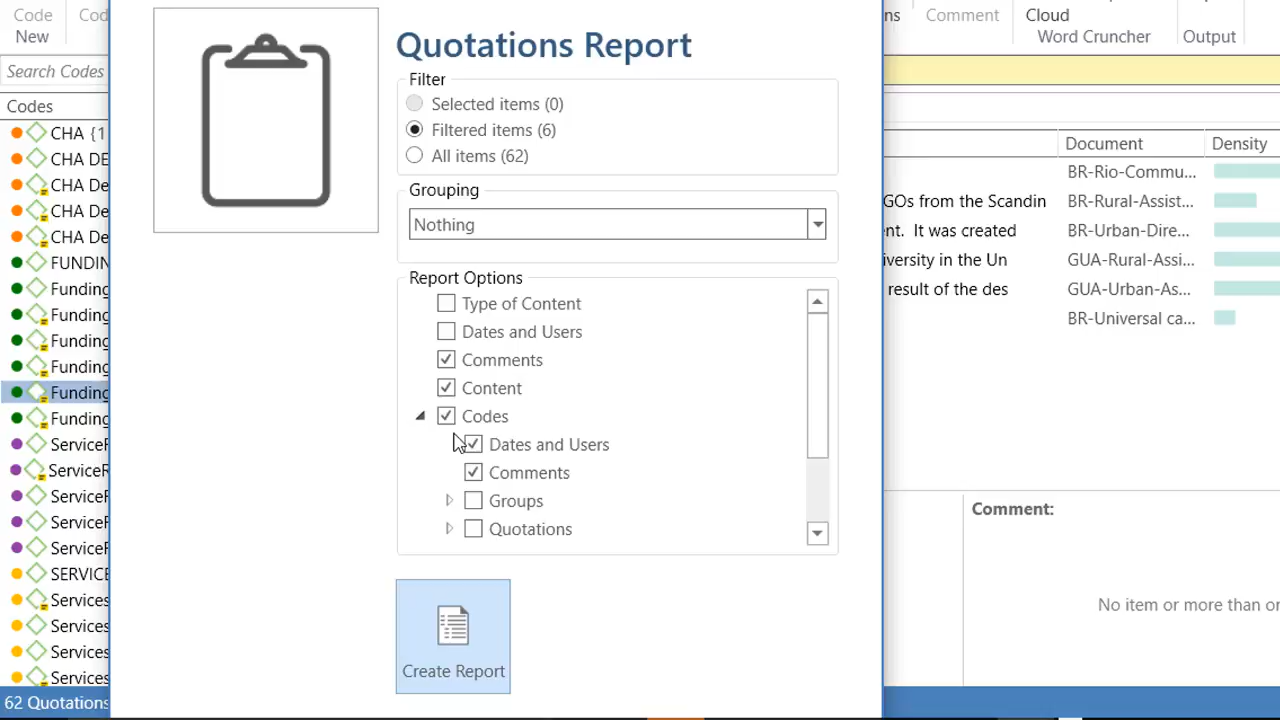 Code
New
Cod
Search Codes
Codes
CHA {1
CHA DE
CHA De
CHA De
CHA De
FUNDIN
Funding
Funding
Funding
Funding
Funding
Funding
ServiceR
ServiceR
ServiceR
ServiceR
ServiceR
SERVICE
Services
Services
Services
Services
62 Quotations
Quotations Report
Filter
Selected items (0)
Filtered items (6)
All items (62)
Grouping
Nothing
Report Options
Type of Content
Dates and Users
Comments
Content
Codes
Dates and Users
Comments
Groups
Quotations
Create Report
ns
Comment
Cloud
Word Cruncher
Output
Document
Density
BR-Rio-Commu...
GOs from the Scandin
BR-Rural-Assist...
ent. It was created
BR-Urban-Dire...
iversity in the Un
GUA-Rural-Assi...
result of the des
GUA-Urban-As...
BR-Universal ca...
Comment:
No item or more than or